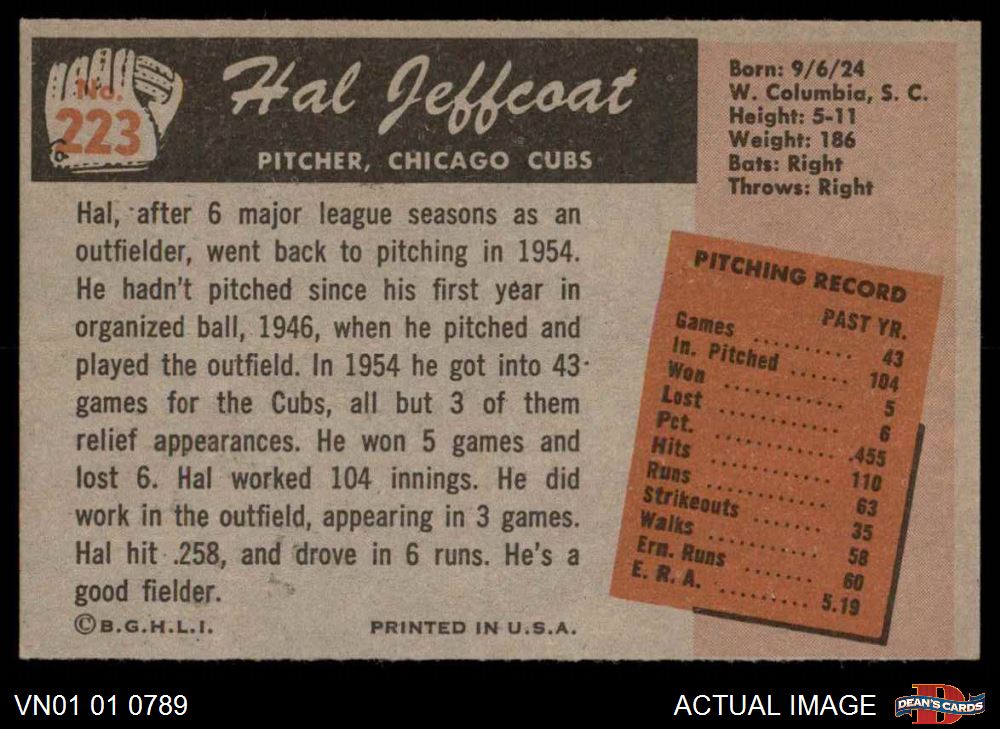 No.
223
Hal Jeffcoat
PITCHER, CHICAGO CUBS
Born: 9/6/24
W. Columbia, S. C.
Height: 5-11
Weight: 186
Bats: Right
Throws: Right
Hal, after 6 major league seasons as an
outfielder, went back to pitching in 1954.
He hadn't pitched since his first year in
organized ball, 1946, when he pitched and
played the outfield. In 1954 he got into 43
games for the Cubs, all but 3 of them
relief appearances. He won 5 games and
lost 6. Hal worked 104 innings. He did
work in the outfield, appearing in 3 games.
Hal hit .258, and drove in 6 runs. He's a
good fielder.
©B.G.H.L.I. PRINTED IN U.S.A.
PITCHING RECORD
PAST YR.
Games .......... 43
In. Pitched ...... 104
Won ............ 5
Lost ............ 6
Pct. ............ .455
Hits ............ 110
Runs ............ 63
Strikeouts ....... 35
Walks ............ 58
Ern. Runs ....... 60
E. R. A. .......... 5.19
VN01 01 0789
ACTUAL IMAGE
D
DEAN'S CARDS